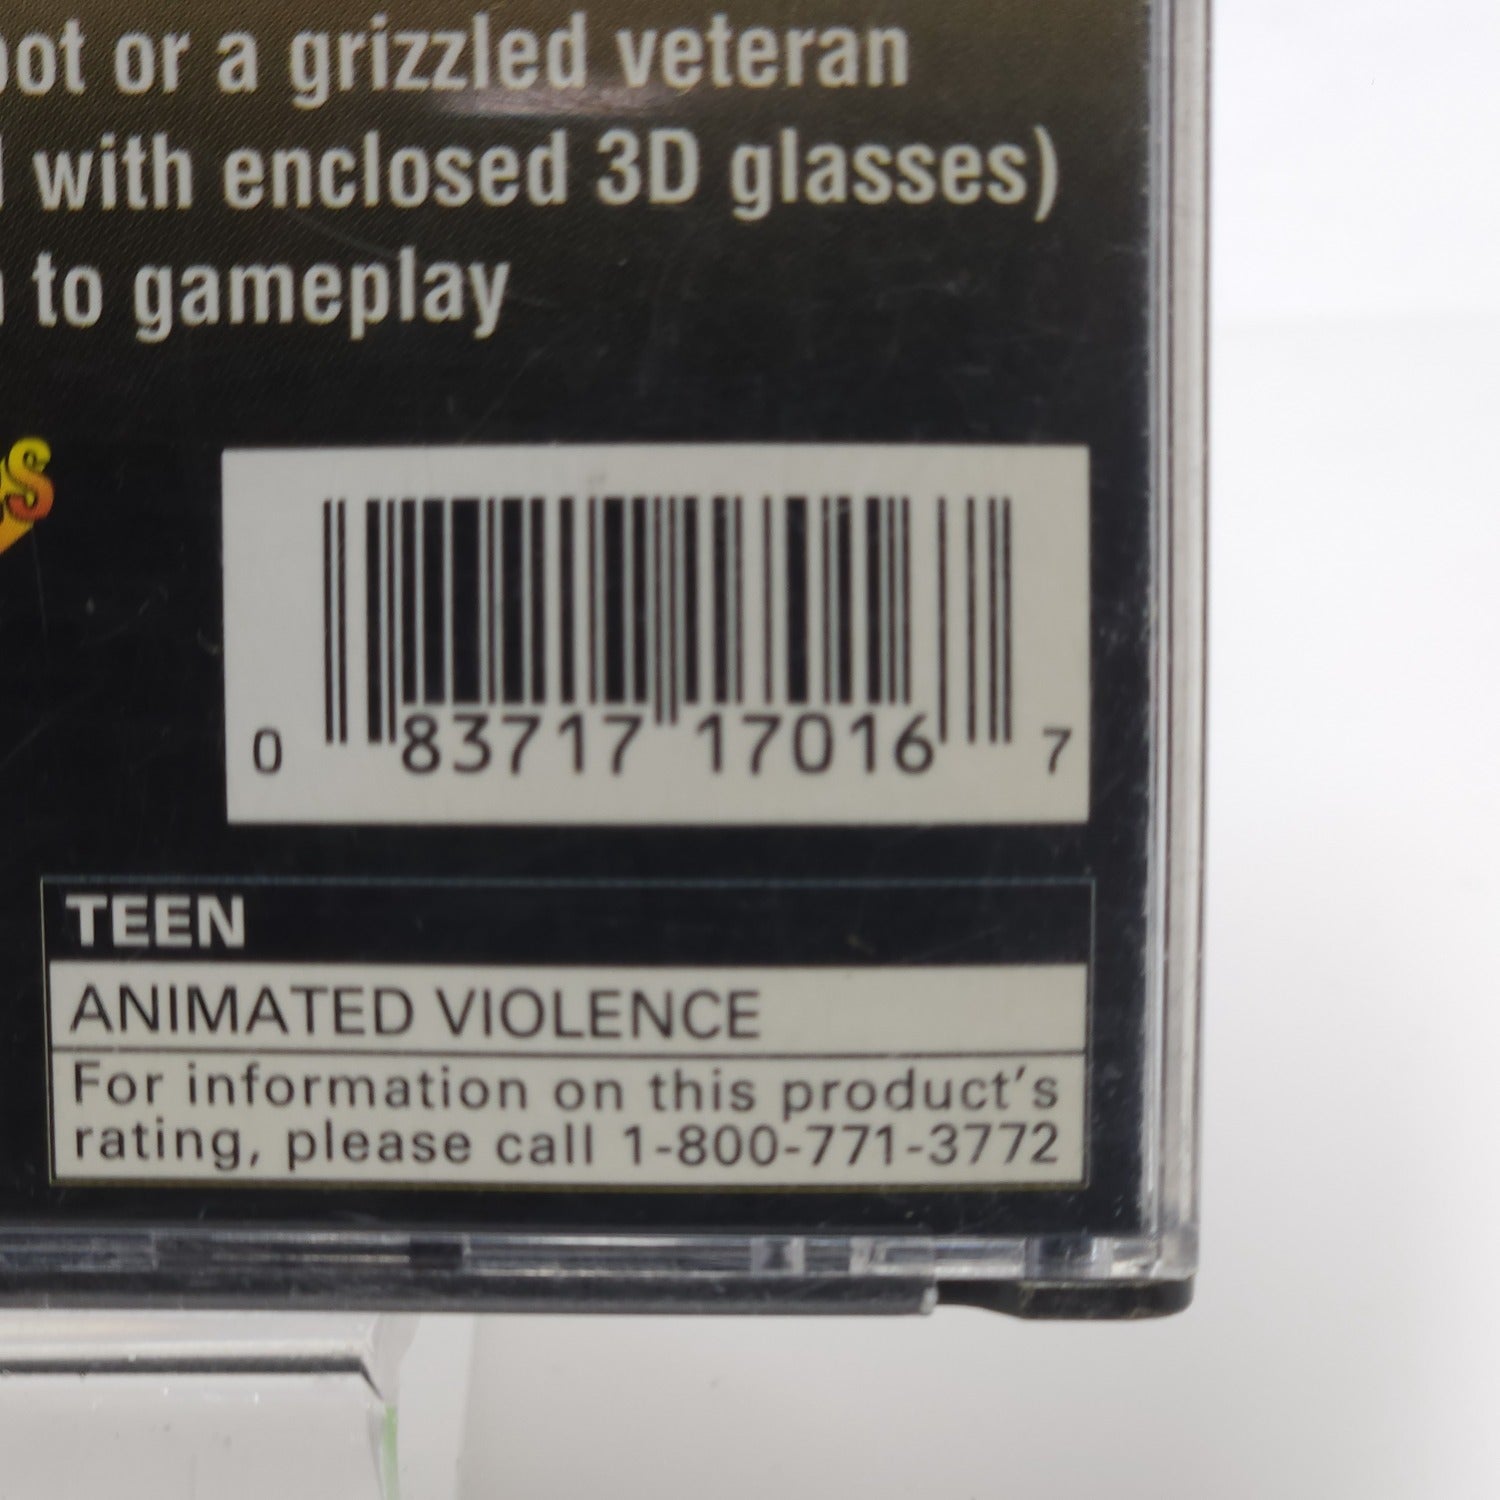 or a grizzled veteran
with enclosed 3D glasses)
to gameplay
0 83717 17016 7
TEEN
ANIMATED VIOLENCE
For information on this product's
rating, please call 1-800-771-3772